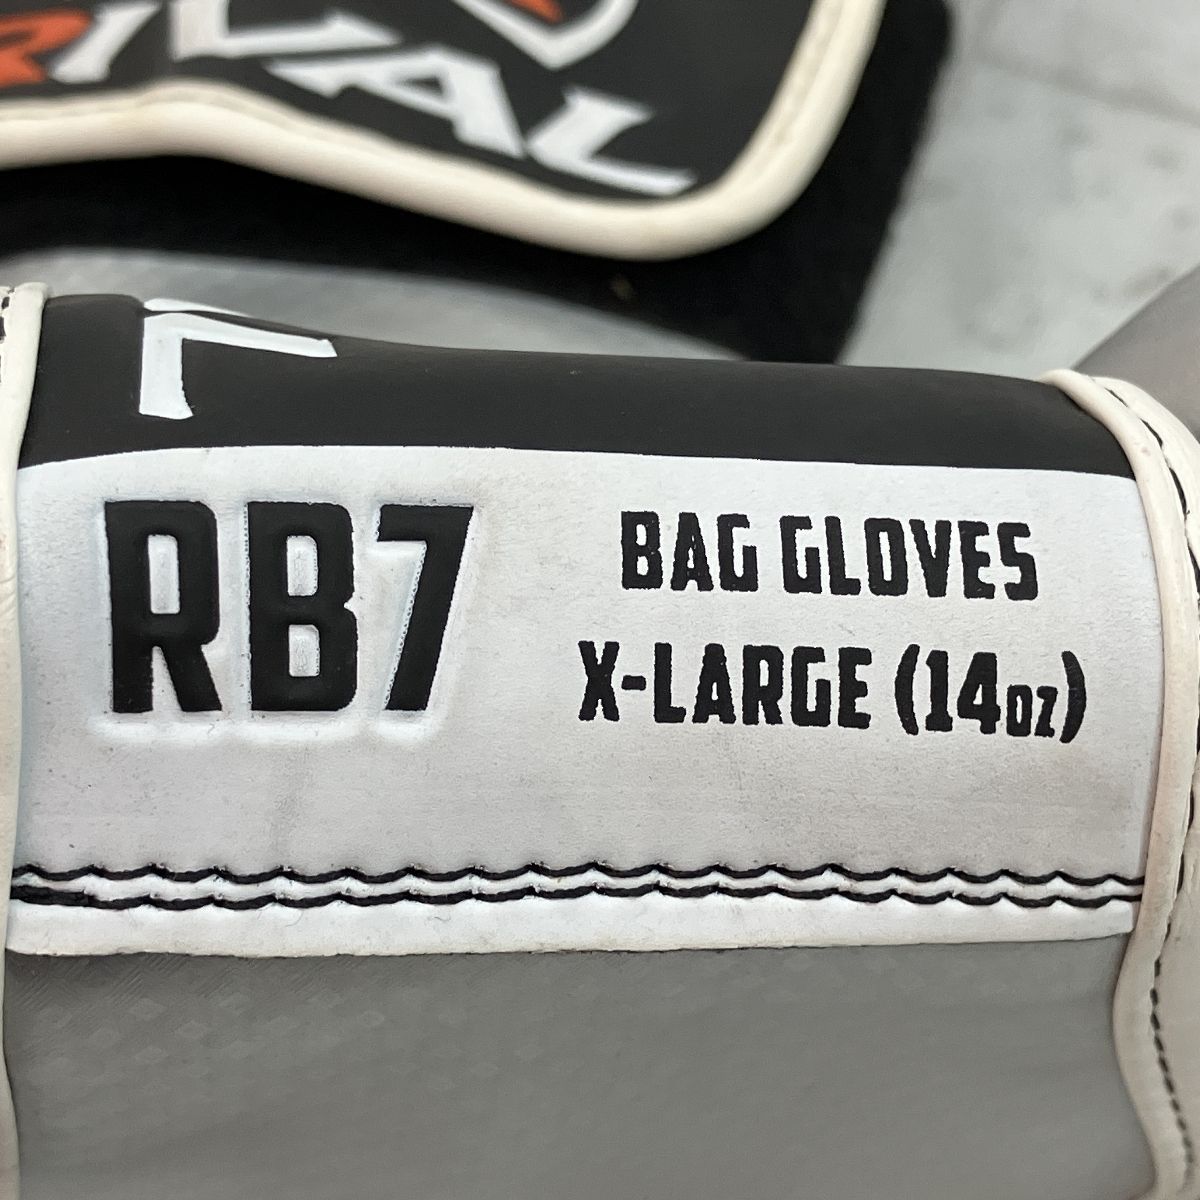 RIVAL
RB7
BAG GLOVES
X-LARGE (14oz)